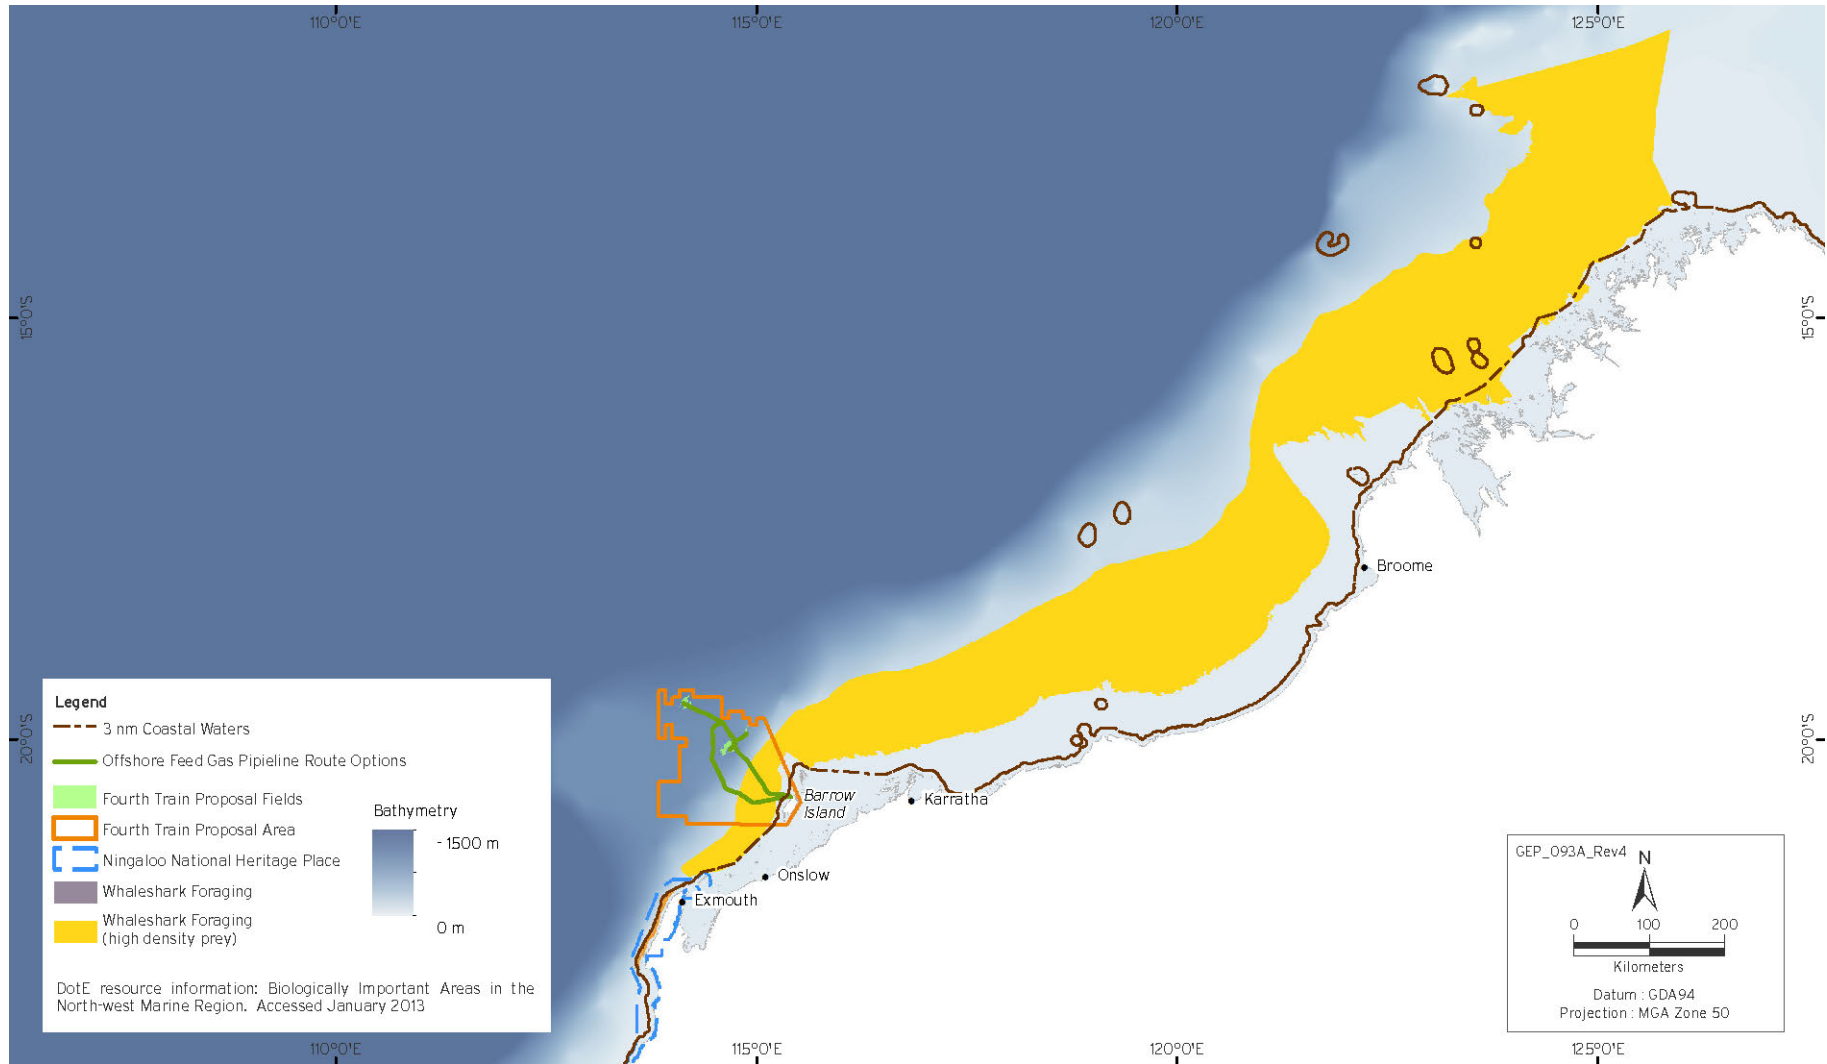 110°0'E
115°0'E
120°0'E
125°0'E
15°0'S
15°0'S
Broome
Legend
3 nm Coastal Waters
Offshore Feed Gas Pipieline Route Options
Fourth Train Proposal Fields
Fourth Train Proposal Area
Ningaloo National Heritage Place
Whaleshark Foraging
Whaleshark Foraging
(high density prey)
Bathymetry
- 1500 m
0 m
DotE resource information: Biologically Important Areas in the
North-west Marine Region. Accessed January 2013
20°0'S
20°0'S
Barrow
Island
Karratha
Onslow
Exmouth
GEP_093A_Rev4
N
0 100 200
Kilometers
Datum : GDA94
Projection : MGA Zone 50
110°0'E
115°0'E
120°0'E
125°0'E